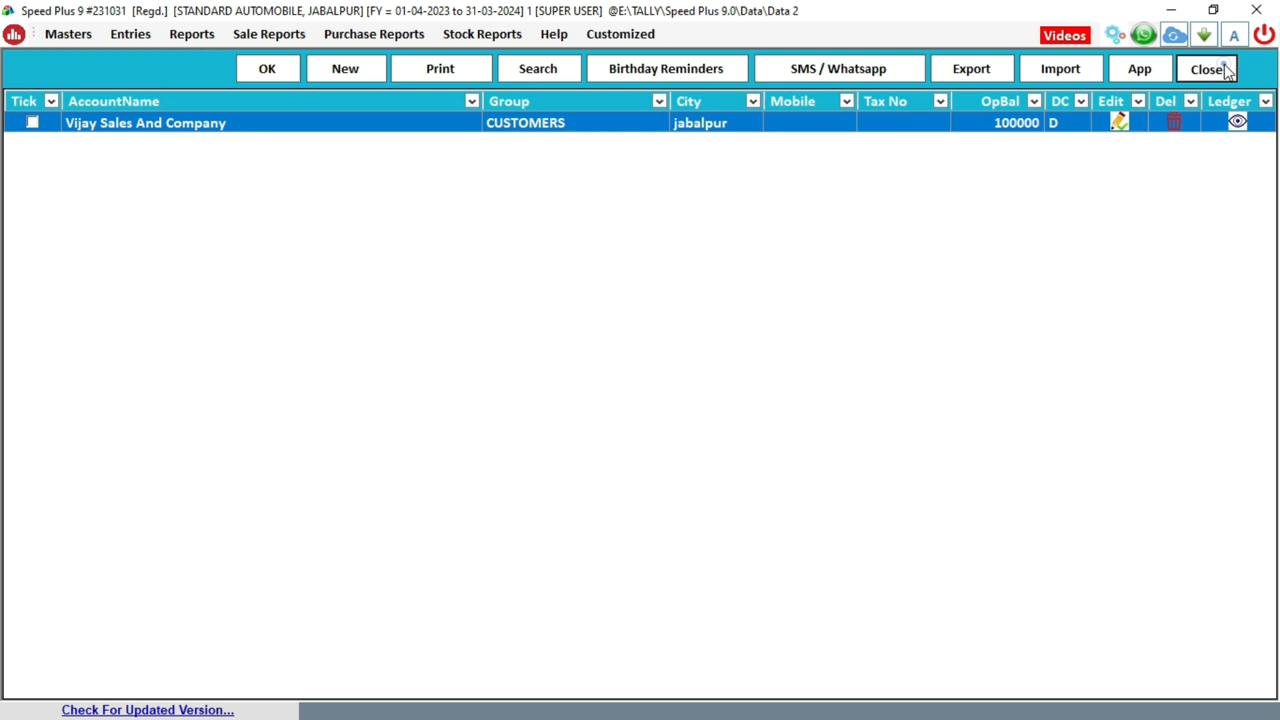 Speed Plus 9 #231031 [Regd.] [STANDARD AUTOMOBILE, JABALPUR] [FY = 01-04-2023 to 31-03-2024] 1 [SUPER USER] @E:\TALLY\Speed Plus 9.0\Data\Data 2
Masters Entries Reports Sale Reports Purchase Reports Stock Reports Help Customized Videos A
OK New Print Search Birthday Reminders SMS / Whatsapp Export Import App Close
Tick AccountName Group City Mobile Tax No OpBal DC Edit Del Ledger
Vijay Sales And Company CUSTOMERS jabalpur 100000 D
Check For Updated Version...